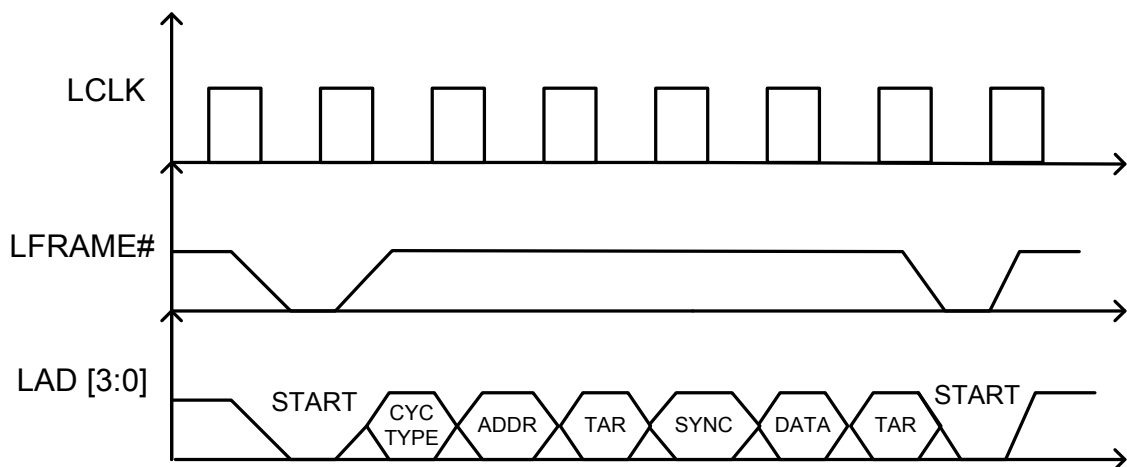 LCLK
LFRAME#
LAD [3:0]
START
CYC
TYPE
ADDR
TAR
SYNC
DATA
TAR
START